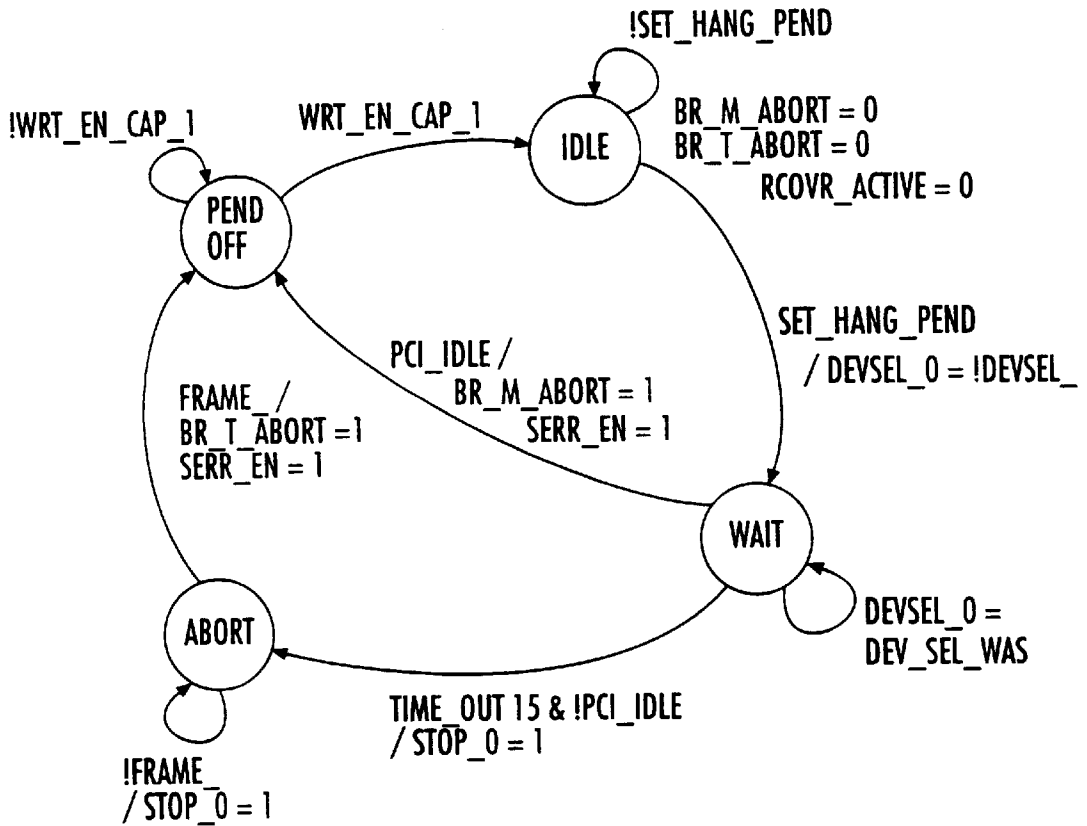 !SET_HANG_PEND
!WRT_EN_CAP_1
WRT_EN_CAP_1
IDLE
BR_M_ABORT = 0
BR_T_ABORT = 0
RCOVR_ACTIVE = 0
PEND
OFF
SET_HANG_PEND
/ DEVSEL_0 = !DEVSEL_
PCI_IDLE /
BR_M_ABORT = 1
SERR_EN = 1
FRAME_ /
BR_T_ABORT =1
SERR_EN = 1
WAIT
DEVSEL_0 =
DEV_SEL_WAS
ABORT
TIME_OUT 15 & !PCI_IDLE
/ STOP_0 = 1
!FRAME_
/ STOP_0 = 1